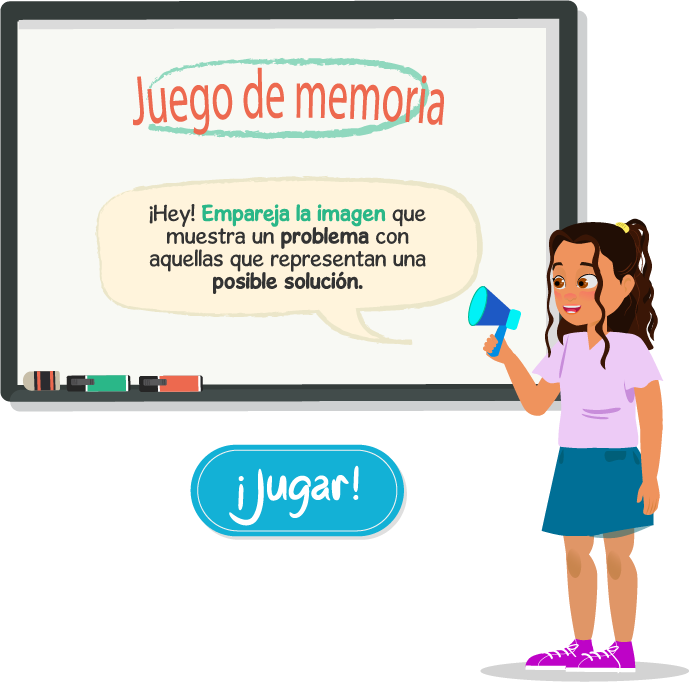 Juego de memoria
¡Hey! Empareja la imagen que
muestra un problema con
aquellas que representan una
posible solución.
¡Jugar!